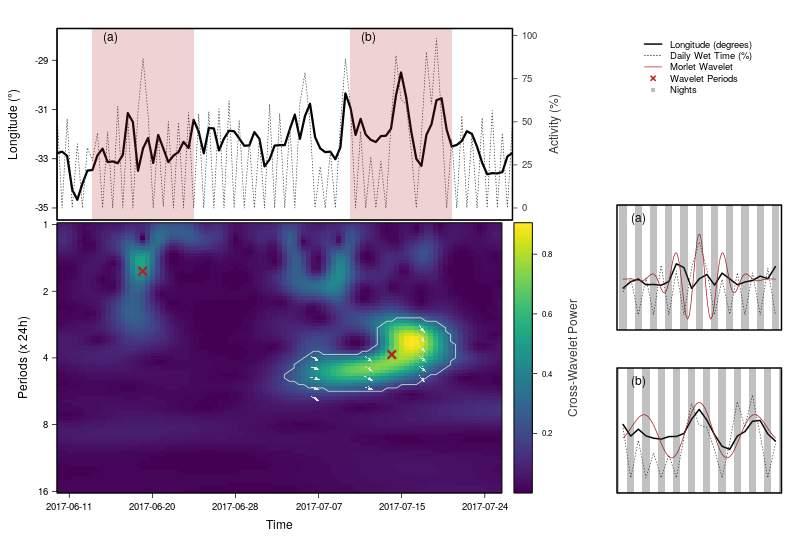 (a)
(b)
-29
-31
-33
-35
Longitude (°)
100
75
50
25
0
Activity (%)
Longitude (degrees)
Daily Wet Time (%)
Morlet Wavelet
Wavelet Periods
Nights
1
2
4
8
16
Periods (x 24h)
2017-06-11
2017-06-20
2017-06-28
2017-07-07
2017-07-15
2017-07-24
Time
0.8
0.6
0.4
0.2
Cross-Wavelet Power
(a)
(b)